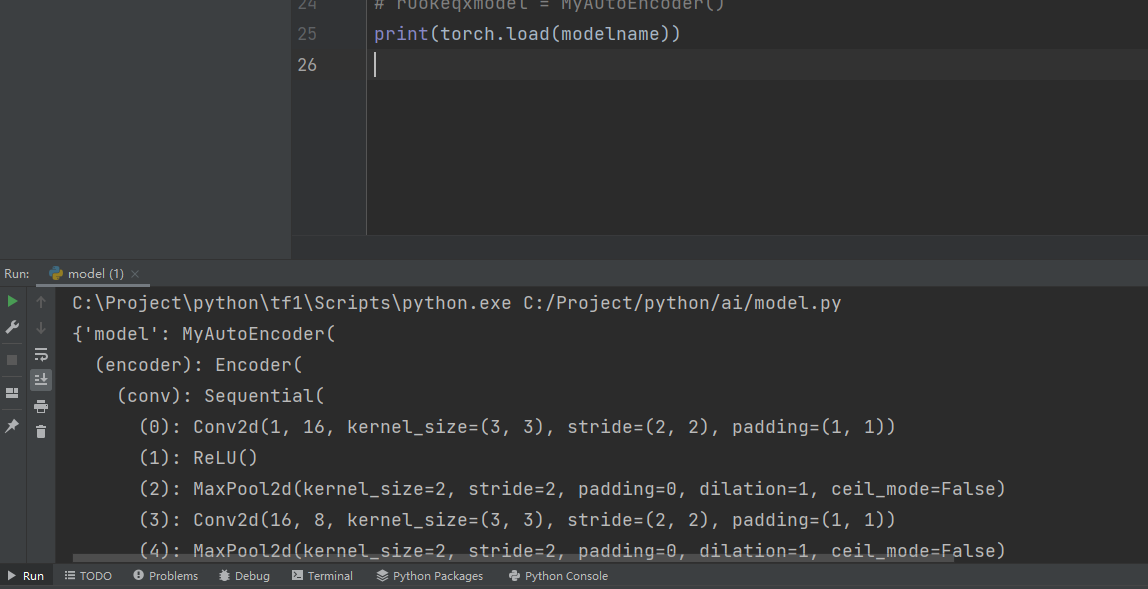 24 # ruokeqxmodel = MyAutoEncoder()
25 print(torch.load(modelname))
26
Run: model (1)
C:\Project\python\tf1\Scripts\python.exe C:/Project/python/ai/model.py
{'model': MyAutoEncoder(
(encoder): Encoder(
(conv): Sequential(
(0): Conv2d(1, 16, kernel_size=(3, 3), stride=(2, 2), padding=(1, 1))
(1): ReLU()
(2): MaxPool2d(kernel_size=2, stride=2, padding=0, dilation=1, ceil_mode=False)
(3): Conv2d(16, 8, kernel_size=(3, 3), stride=(2, 2), padding=(1, 1))
(4): MaxPool2d(kernel_size=2, stride=2, padding=0, dilation=1, ceil_mode=False)
Run TODO Problems Debug Terminal Python Packages Python Console